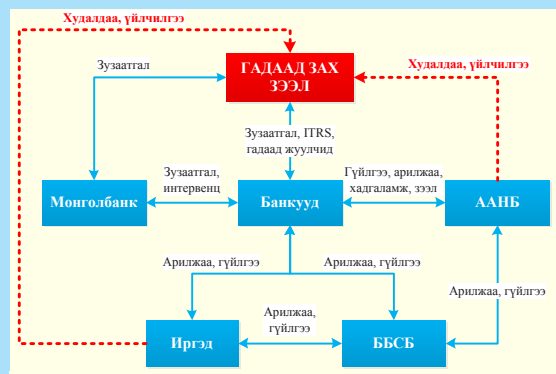 Худалдаа, үйлчилгээ
ГАДААД ЗАХ
ЗЭЭЛ
Худалдаа, үйлчилгээ
Зузаатгал
Зузаатгал, ITRS,
гадаад жуулчид
Зузаатгал,
интервенц
Гүйлгээ, арилжаа,
хадгаламж, зээл
Монголбанк
Банкууд
ААНБ
Арилжаа, гүйлгээ
Арилжаа, гүйлгээ
Арилжаа, гүйлгээ
Арилжаа,
гүйлгээ
Иргэд
ББСБ